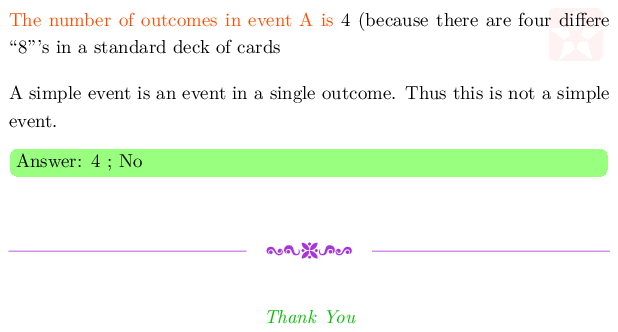 The number of outcomes in event A is 4 (because there are four differe
“8”’s in a standard deck of cards
A simple event is an event in a single outcome. Thus this is not a simple
event.
Answer: 4 ; No
Thank You